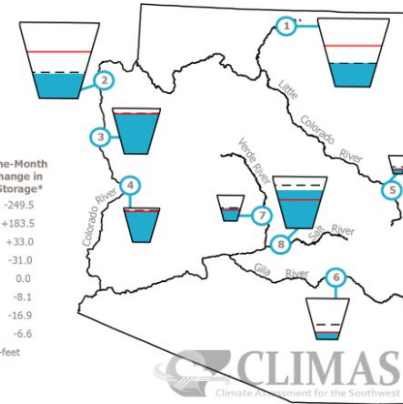 1
2
Little
Colorado
River
ne-Month
hange in
Storage*
-249.5
+183.5
+33.0
-31.0
0.0
-8.1
-16.9
-6.6
-feet
3
Verde River
4
5
Colorado River
7
8
Salt River
Gila River
6
CLIMAS
Climate Assessment for the Southwest